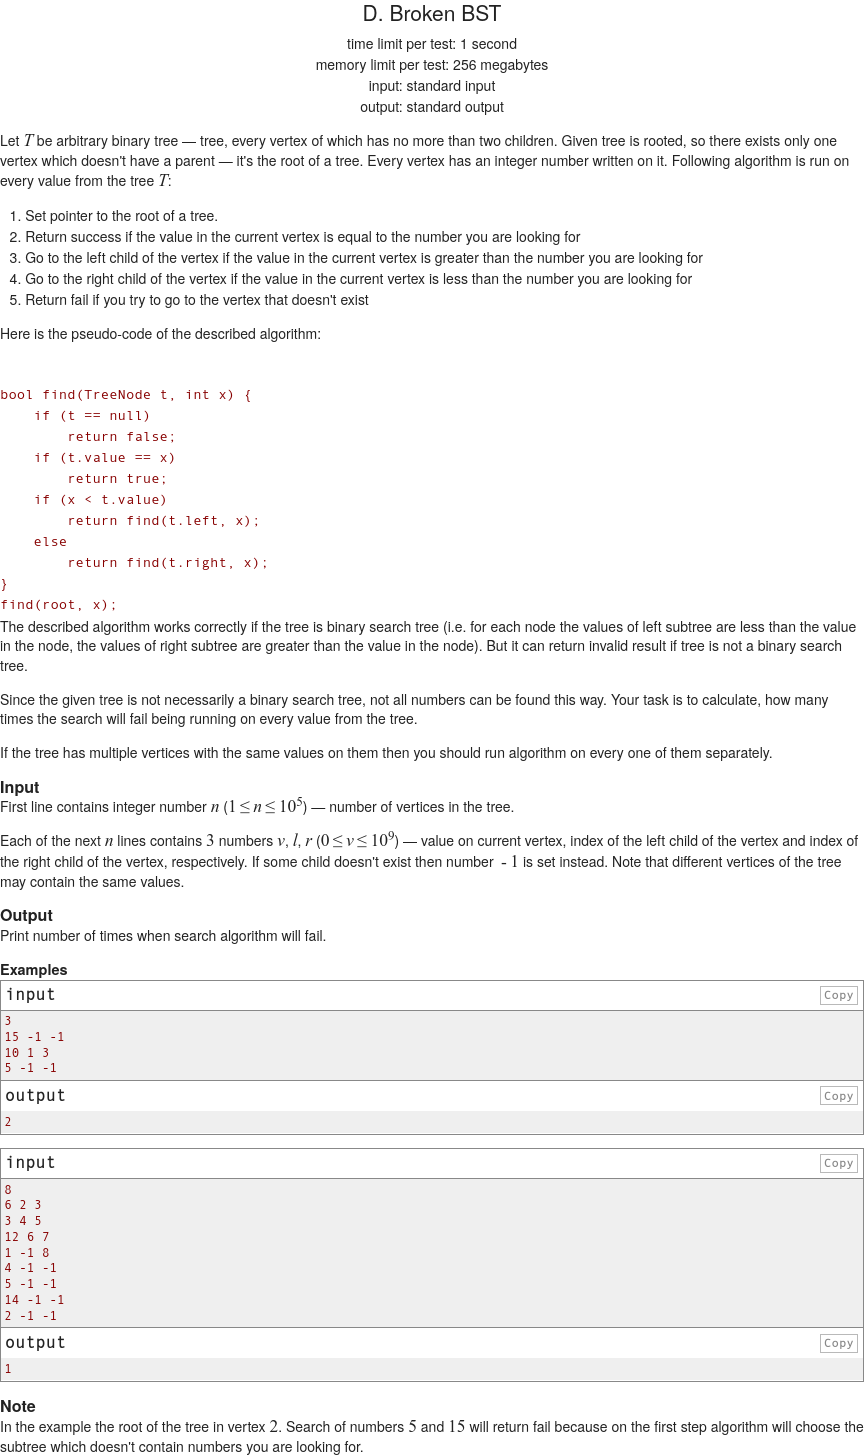 D. Broken BST
time limit per test: 1 second
memory limit per test: 256 megabytes
input: standard input
output: standard output
Let T be arbitrary binary tree — tree, every vertex of which has no more than two children. Given tree is rooted, so there exists only one
vertex which doesn't have a parent — it's the root of a tree. Every vertex has an integer number written on it. Following algorithm is run on
every value from the tree T:
1. Set pointer to the root of a tree.
2. Return success if the value in the current vertex is equal to the number you are looking for
3. Go to the left child of the vertex if the value in the current vertex is greater than the number you are looking for
4. Go to the right child of the vertex if the value in the current vertex is less than the number you are looking for
5. Return fail if you try to go to the vertex that doesn't exist
Here is the pseudo-code of the described algorithm:
bool find(TreeNode t, int x) {
    if (t == null)
        return false;
    if (t.value == x)
        return true;
    if (x < t.value)
        return find(t.left, x);
    else
        return find(t.right, x);
}
find(root, x);
The described algorithm works correctly if the tree is binary search tree (i.e. for each node the values of left subtree are less than the value
in the node, the values of right subtree are greater than the value in the node). But it can return invalid result if tree is not a binary search
tree.
Since the given tree is not necessarily a binary search tree, not all numbers can be found this way. Your task is to calculate, how many
times the search will fail being running on every value from the tree.
If the tree has multiple vertices with the same values on them then you should run algorithm on every one of them separately.
Input
First line contains integer number n (1 ≤ n ≤ 10⁵) — number of vertices in the tree.
Each of the next n lines contains 3 numbers v, l, r (0 ≤ v ≤ 10⁹) — value on current vertex, index of the left child of the vertex and index of
the right child of the vertex, respectively. If some child doesn't exist then number  - 1 is set instead. Note that different vertices of the tree
may contain the same values.
Output
Print number of times when search algorithm will fail.
Examples
input Copy
3
15 -1 -1
10 1 3
5 -1 -1
output Copy
2
input Copy
8
6 2 3
3 4 5
12 6 7
1 -1 8
4 -1 -1
5 -1 -1
14 -1 -1
2 -1 -1
output Copy
1
Note
In the example the root of the tree in vertex 2. Search of numbers 5 and 15 will return fail because on the first step algorithm will choose the
subtree which doesn't contain numbers you are looking for.